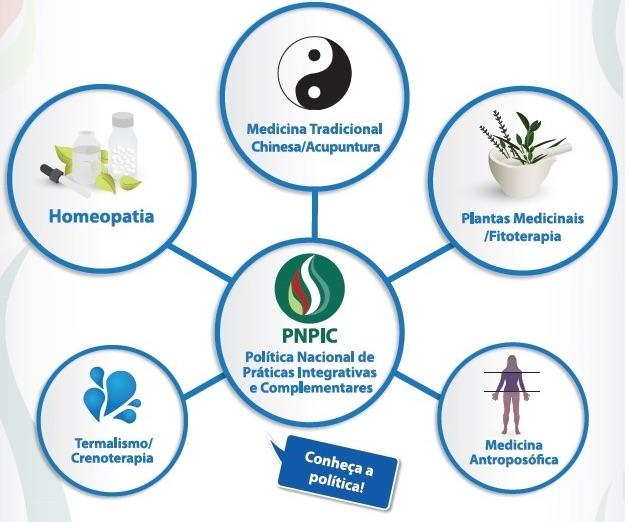 Medicina Tradicional
Chinesa/Acupuntura
Homeopatia
Plantas Medicinais
/Fitoterapia
PNPIC
Política Nacional de
Práticas Integrativas
e Complementares
Termalismo/
Crenoterapia
Medicina
Antroposófica
Conheça a
política!